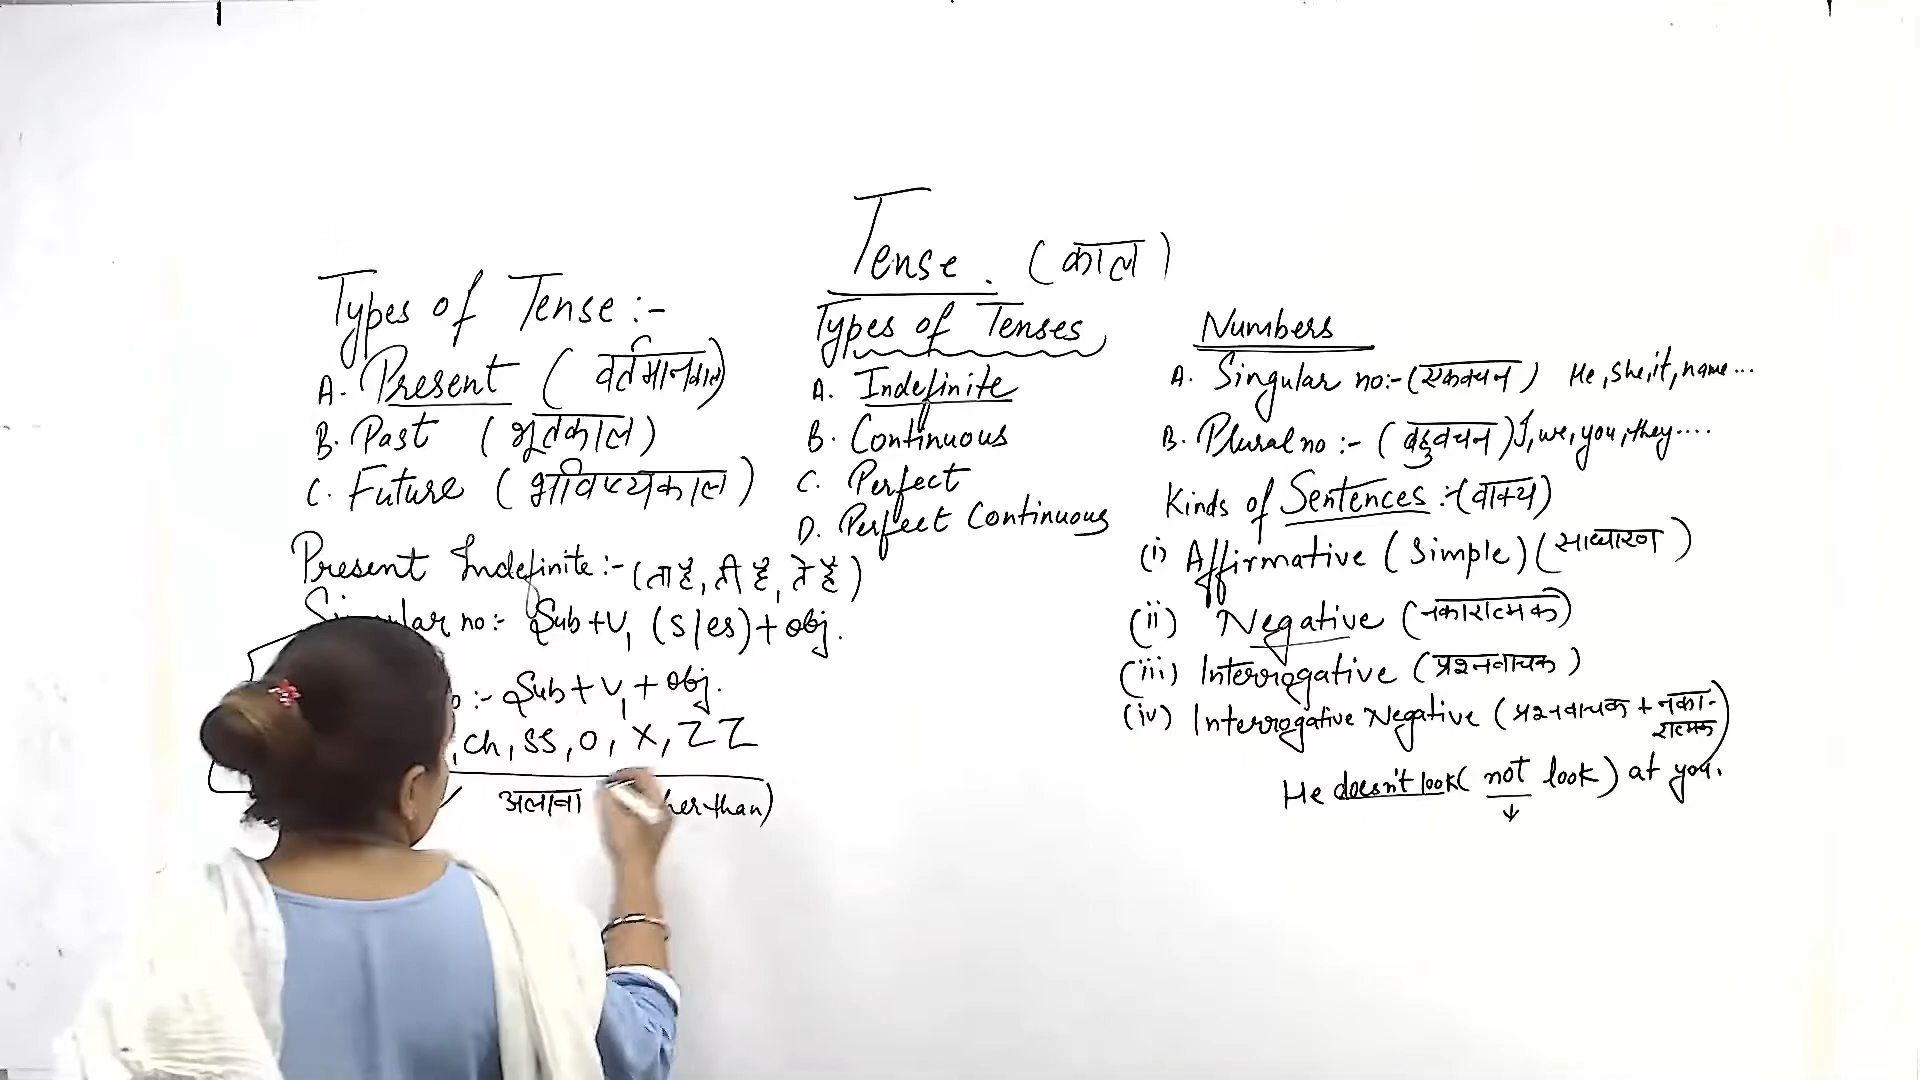 Tense. (काल)
Types of Tense:-
A. Present (वर्तमानकाल)
B. Past (भूतकाल)
C. Future (भविष्यकाल)
Present Indefinite:- (ता है, ती है, ते है)
no:- Sub+V₁ (s/es)+ obj.
:- Sub+V₁+Obj.
, ch, ss, o, x, zz
than)
Types of Tenses
A. Indefinite
B. Continuous
C. Perfect
D. Perfect Continuous
Numbers
A. Singular no:- (एकवचन) He, she, it, name...
B. Plural no:- (बहुवचन) I, we, you, they....
Kinds of Sentences :- (वाक्य)
(i) Affirmative (Simple) (साधारण)
(ii) Negative (नकारात्मक)
(iii) Interrogative (प्रश्नवाचक)
(iv) Interrogative Negative (प्रश्नवाचक + नका-
रात्मक)
He doesn't look( not look) at you.